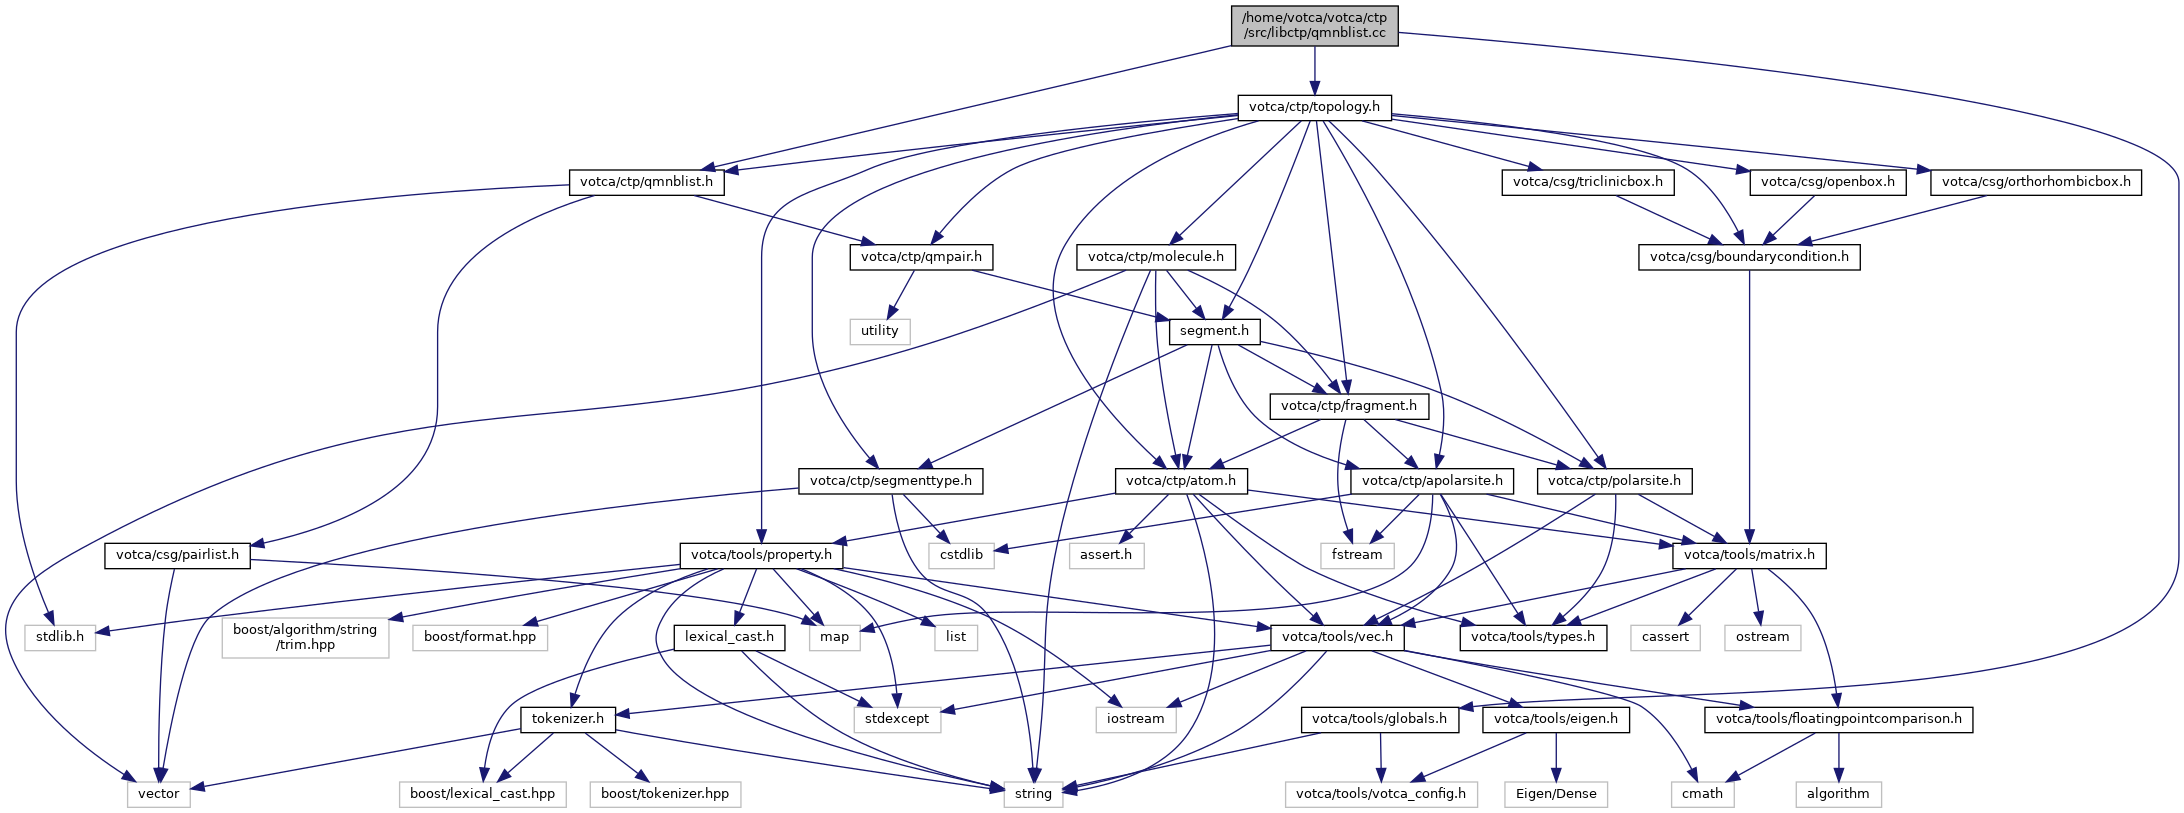 /home/votca/votca/ctp
/src/libctp/qmnblist.cc
votca/ctp/topology.h
votca/ctp/qmnblist.h
votca/csg/triclinicbox.h
votca/csg/openbox.h
votca/csg/orthorhombicbox.h
votca/ctp/qmpair.h
votca/ctp/molecule.h
votca/csg/boundarycondition.h
utility
segment.h
votca/ctp/fragment.h
votca/ctp/segmenttype.h
votca/ctp/atom.h
votca/ctp/apolarsite.h
votca/ctp/polarsite.h
votca/csg/pairlist.h
votca/tools/property.h
cstdlib
assert.h
fstream
votca/tools/matrix.h
stdlib.h
boost/algorithm/string
/trim.hpp
boost/format.hpp
lexical_cast.h
map
list
votca/tools/vec.h
votca/tools/types.h
cassert
ostream
tokenizer.h
stdexcept
iostream
votca/tools/globals.h
votca/tools/eigen.h
votca/tools/floatingpointcomparison.h
vector
boost/lexical_cast.hpp
boost/tokenizer.hpp
string
votca/tools/votca_config.h
Eigen/Dense
cmath
algorithm